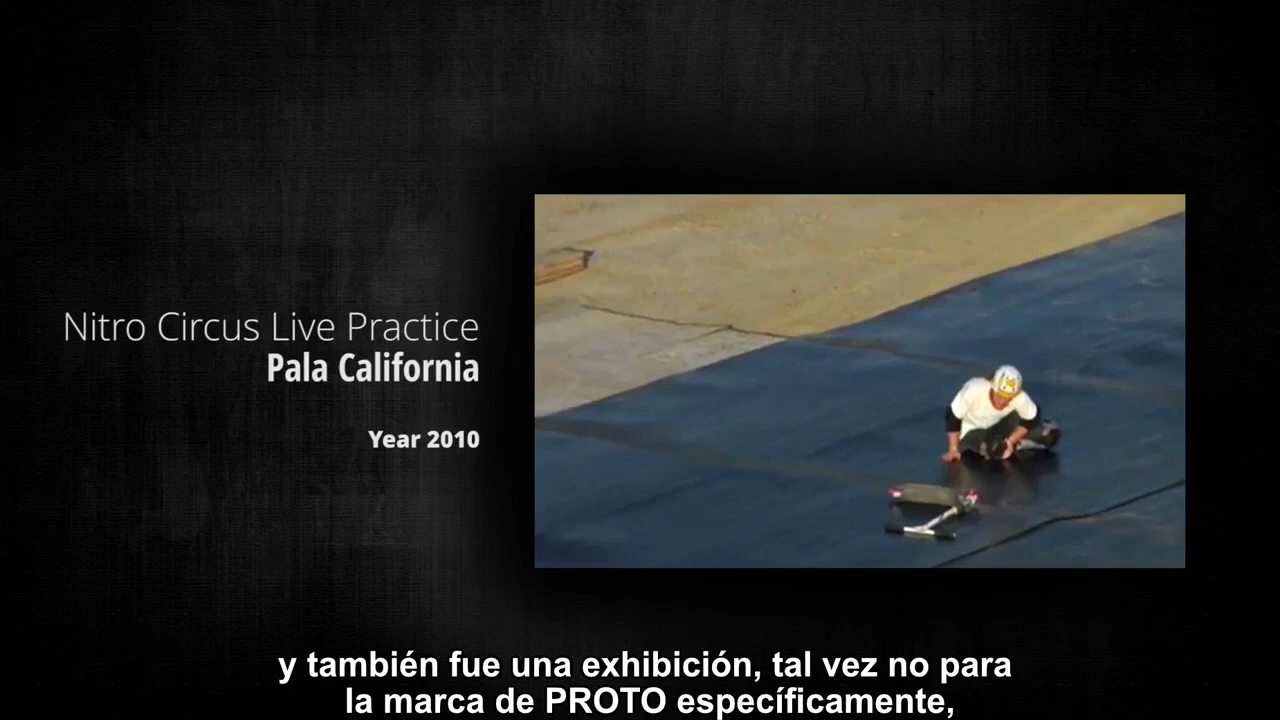 Nitro Circus Live Practice
Pala California
Year 2010
y también fue una exhibición, tal vez no para
la marca de PROTO específicamente,